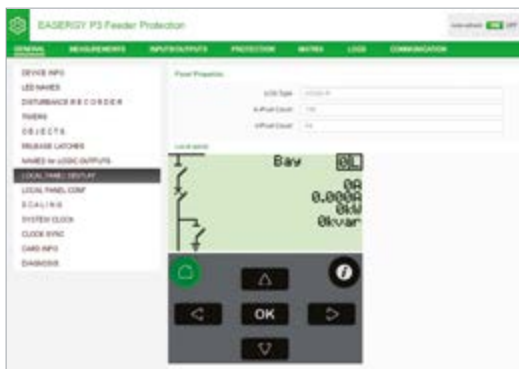 EASERGY P3 Feeder Protection
ON OFF
GENERAL MEASUREMENTS INPUTS/OUTPUTS PROTECTION MATRIX LOGS COMMUNICATION
DEVICE INFO
LED NAMES
DISTURBANCE RECORDER
TIMERS
OBJECTS
RELEASE LATCHES
NAMES for LOGIC OUTPUTS
LOCAL PANEL DISPLAY
LOCAL PANEL CONF
SCALING
SYSTEM CLOCK
CLOCK SYNC
CARD INFO
DIAGNOSIS
Panel Properties
LCD Type
X-Pixel Count
Y-Pixel Count
Local panel
Bay 0 L
0A
0.000A
0kW
0kvar
i
OK